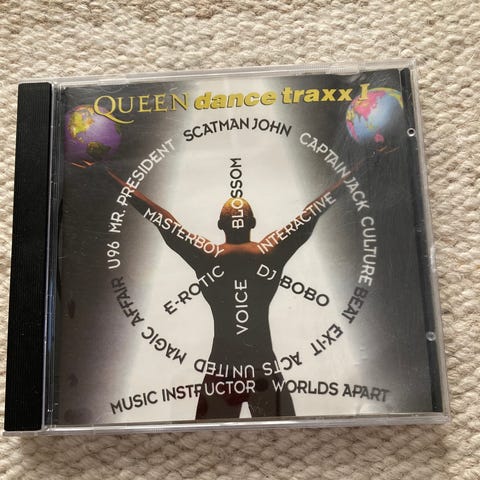 QUEEN dance traxx I
SCATMAN JOHN
CAPTAIN JACK
CULTURE BEAT
EX-IT
ACTS UNITED
MAGIC AFFAIR
U96
MR. PRESIDENT
BLOSSOM
MASTERBOY
INTERACTIVE
E-ROTIC
DJ BOBO
VOICE
MUSIC INSTRUCTOR
WORLDS APART